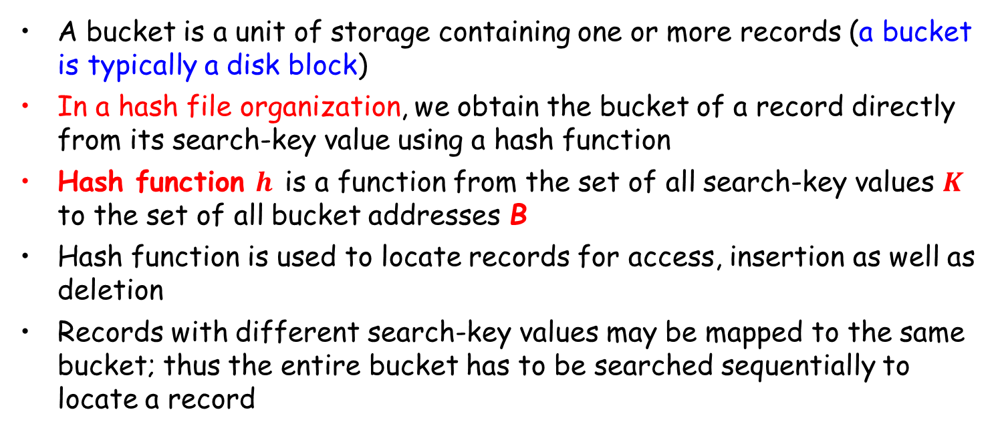 • A bucket is a unit of storage containing one or more records (a bucket
is typically a disk block)
• In a hash file organization, we obtain the bucket of a record directly
from its search-key value using a hash function
• Hash function h is a function from the set of all search-key values K
to the set of all bucket addresses B
• Hash function is used to locate records for access, insertion as well as
deletion
• Records with different search-key values may be mapped to the same
bucket; thus the entire bucket has to be searched sequentially to
locate a record